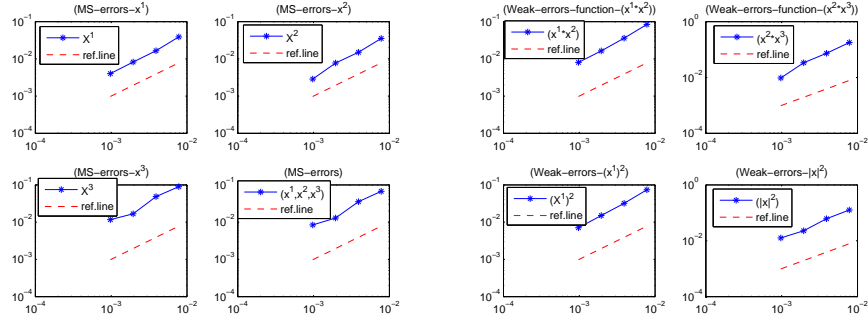 (MS-errors-x¹)
X¹
ref.line
10⁻¹
10⁻²
10⁻³
10⁻⁴
10⁻⁴
10⁻³
10⁻²
(MS-errors-x²)
X²
ref.line
10⁻¹
10⁻²
10⁻³
10⁻⁴
10⁻⁴
10⁻³
10⁻²
(Weak-errors-function-(x¹*x²))
(x¹*x²)
ref.line
10⁻¹
10⁻²
10⁻³
10⁻⁴
10⁻⁴
10⁻³
10⁻²
(Weak-errors-function-(x²*x³))
(x²*x³)
ref.line
10⁰
10⁻²
10⁻⁴
10⁻⁴
10⁻³
10⁻²
(MS-errors-x³)
X³
ref.line
10⁻¹
10⁻²
10⁻³
10⁻⁴
10⁻⁴
10⁻³
10⁻²
(MS-errors)
(x¹,x²,x³)
ref.line
10⁻¹
10⁻²
10⁻³
10⁻⁴
10⁻⁴
10⁻³
10⁻²
(Weak-errors-(x¹)²)
(X¹)²
ref.line
10⁻¹
10⁻²
10⁻³
10⁻⁴
10⁻⁴
10⁻³
10⁻²
(Weak-errors-|x|²)
(|x|²)
ref.line
10⁰
10⁻²
10⁻⁴
10⁻⁴
10⁻³
10⁻²